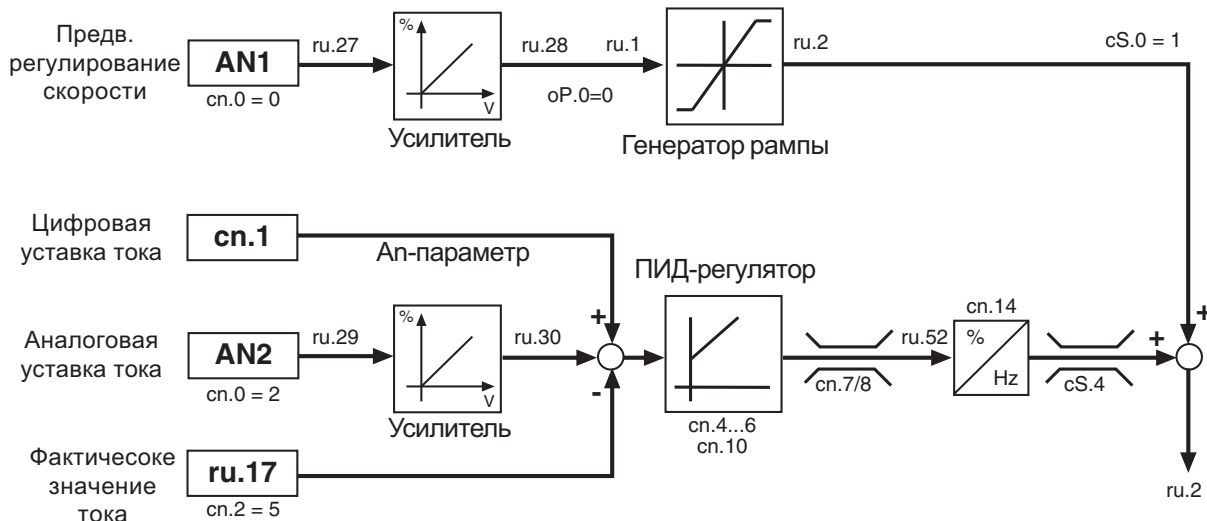 Предв.
регулирование
скорости
AN1
cn.0 = 0
ru.27
%
V
Усилитель
ru.28
ru.1
oP.0=0
Генератор рампы
ru.2
cS.0 = 1
Цифровая
уставка тока
cn.1
An-параметр
Аналоговая
уставка тока
AN2
cn.0 = 2
ru.29
%
V
Усилитель
ru.30
+
-
Фактичесоке
значение
тока
ru.17
cn.2 = 5
ПИД-регулятор
cn.4...6
cn.10
cn.7/8
ru.52
cn.14
%
Hz
cS.4
+
+
ru.2